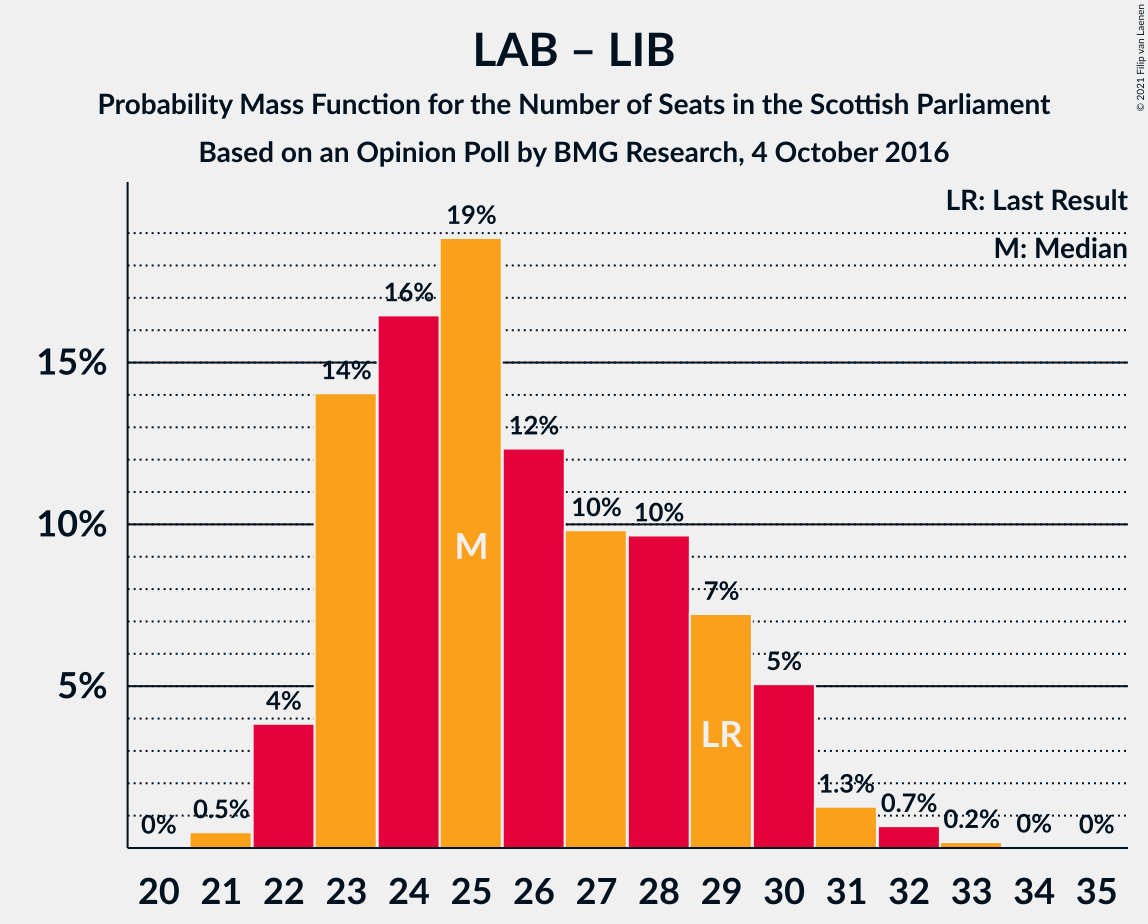 LAB – LIB
Probability Mass Function for the Number of Seats in the Scottish Parliament
Based on an Opinion Poll by BMG Research, 4 October 2016
© 2021 Filip van Laenen
LR: Last Result
M: Median
15%
10%
5%
0%
0.5%
4%
14%
16%
19%
12%
10%
10%
7%
5%
1.3%
0.7%
0.2%
0%
0%
M
LR
20 21 22 23 24 25 26 27 28 29 30 31 32 33 34 35